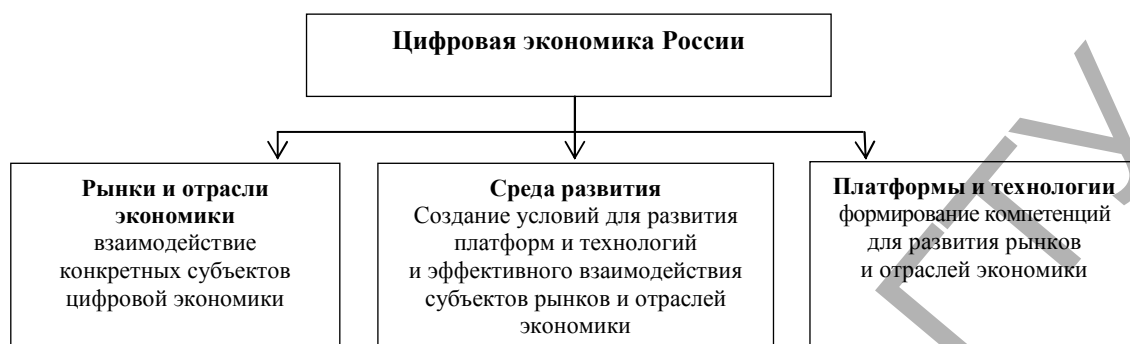 Цифровая экономика России
Рынки и отрасли
экономики
взаимодействие
конкретных субъектов
цифровой экономики
Среда развития
Создание условий для развития
платформ и технологий
и эффективного взаимодействия
субъектов рынков и отраслей
экономики
Платформы и технологии
формирование компетенций
для развития рынков
и отраслей экономики
ГТУ